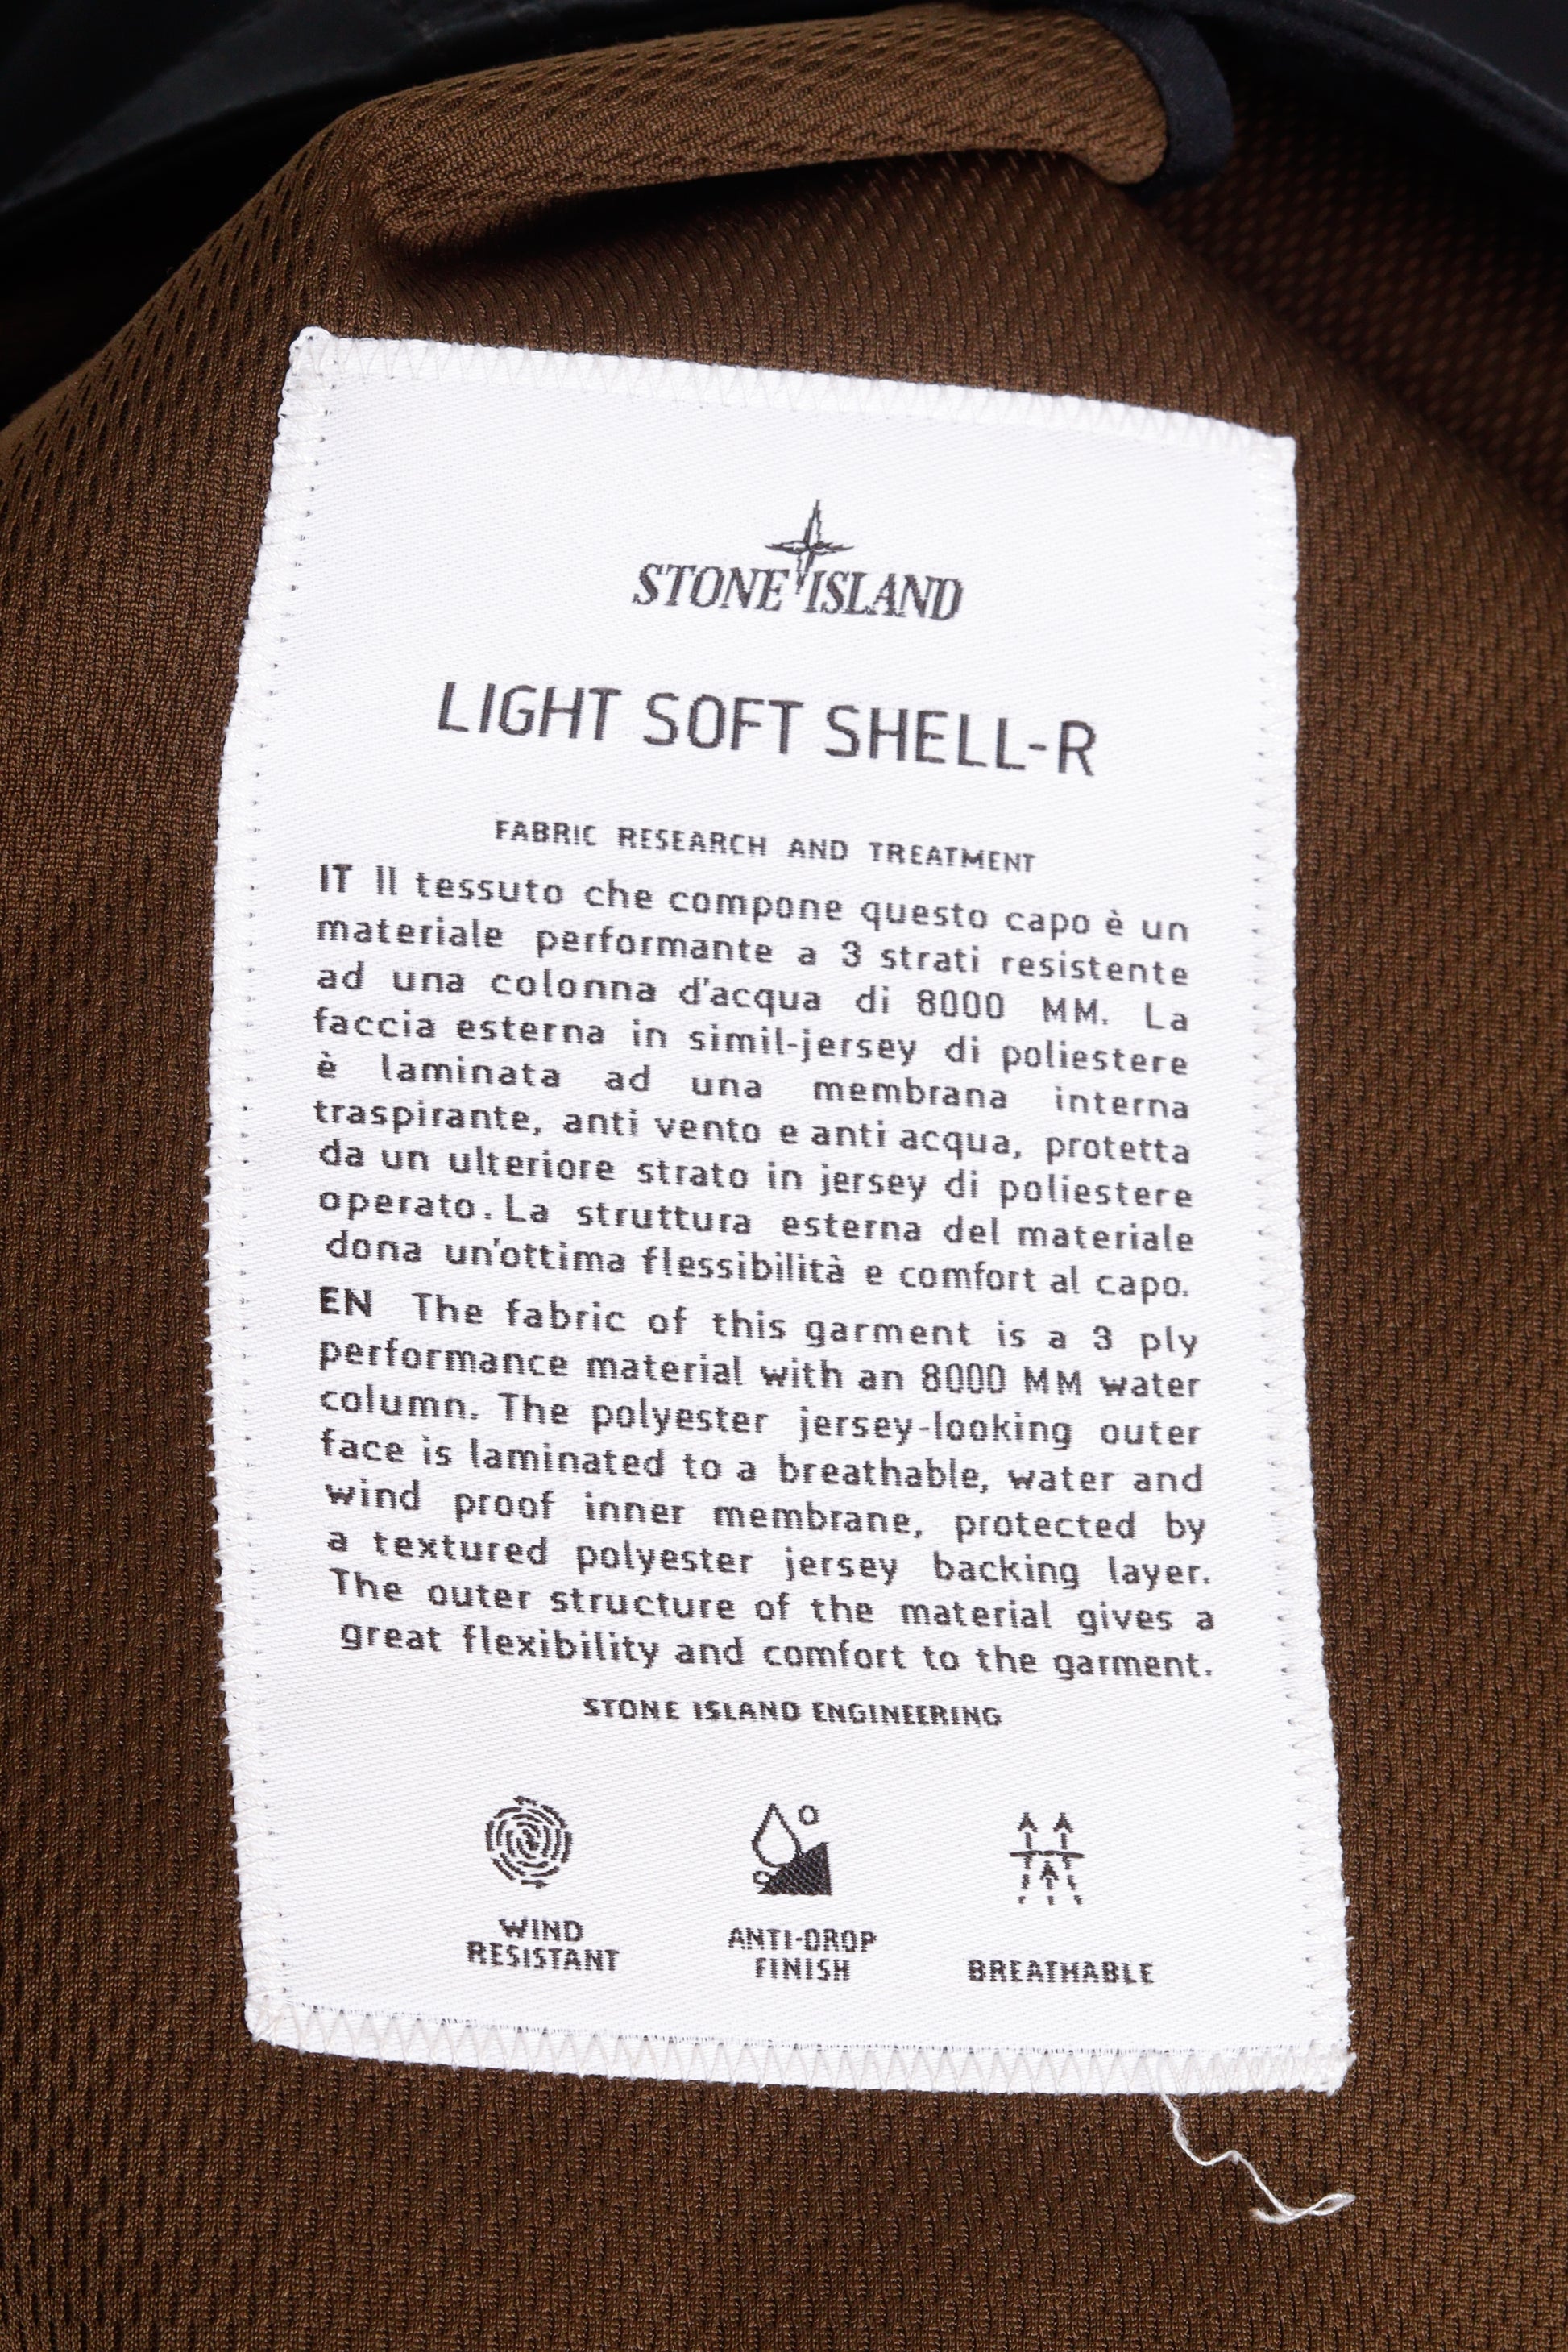 STONE ISLAND
LIGHT SOFT SHELL-R
FABRIC RESEARCH AND TREATMENT
IT Il tessuto che compone questo capo è un
materiale performante a 3 strati resistente
ad una colonna d'acqua di 8000 MM. La
faccia esterna in simil-jersey di poliestere
è laminata ad una membrana interna
traspirante, anti vento e anti acqua, protetta
da un ulteriore strato in jersey di poliestere
operato. La struttura esterna del materiale
dona un'ottima flessibilità e comfort al capo.
EN The fabric of this garment is a 3 ply
performance material with an 8000 MM water
column. The polyester jersey-looking outer
face is laminated to a breathable, water and
wind proof inner membrane, protected by
a textured polyester jersey backing layer.
The outer structure of the material gives a
great flexibility and comfort to the garment.
STONE ISLAND ENGINEERING
WIND
RESISTANT
ANTI-DROP
FINISH
BREATHABLE